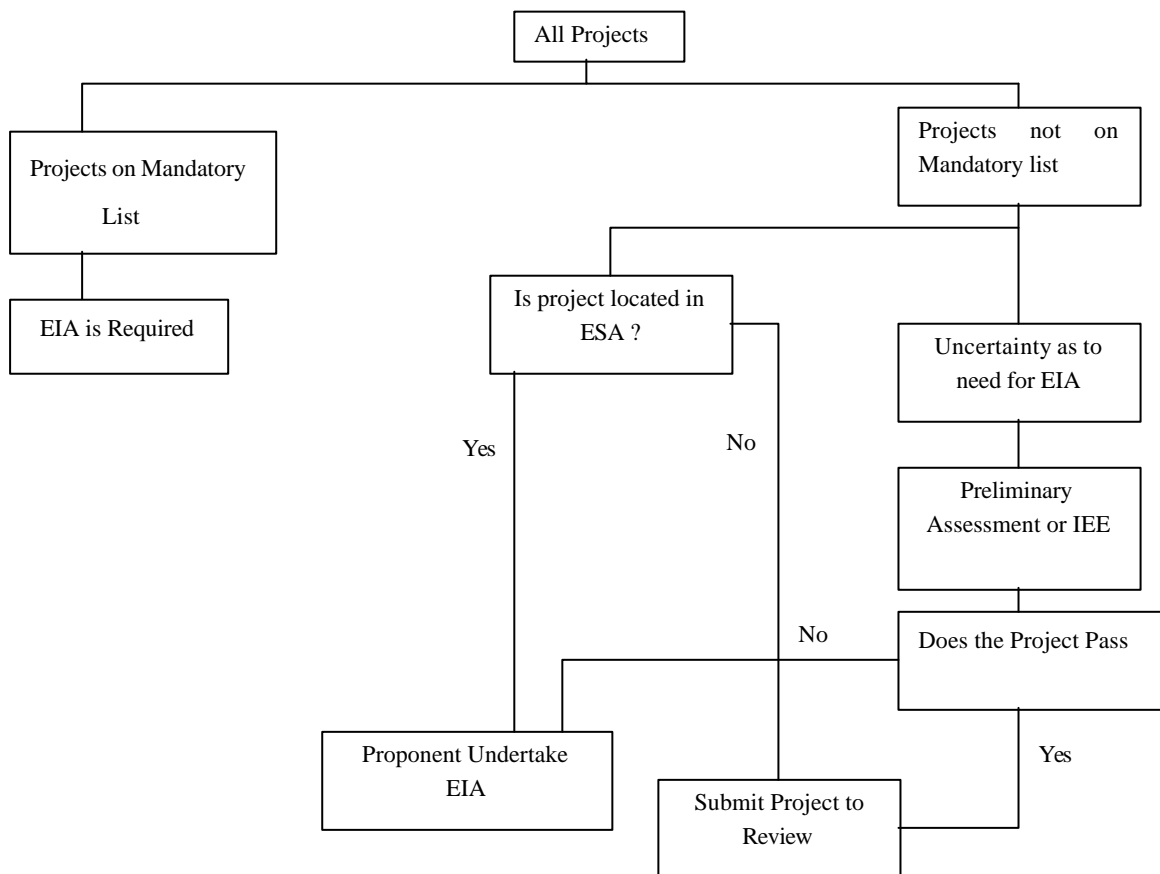 All Projects
Projects on Mandatory
List
Projects not on
Mandatory list
EIA is Required
Is project located in
ESA ?
Uncertainty as to
need for EIA
Yes
No
Preliminary
Assessment or IEE
No
Does the Project Pass
Proponent Undertake
EIA
Yes
Submit Project to
Review